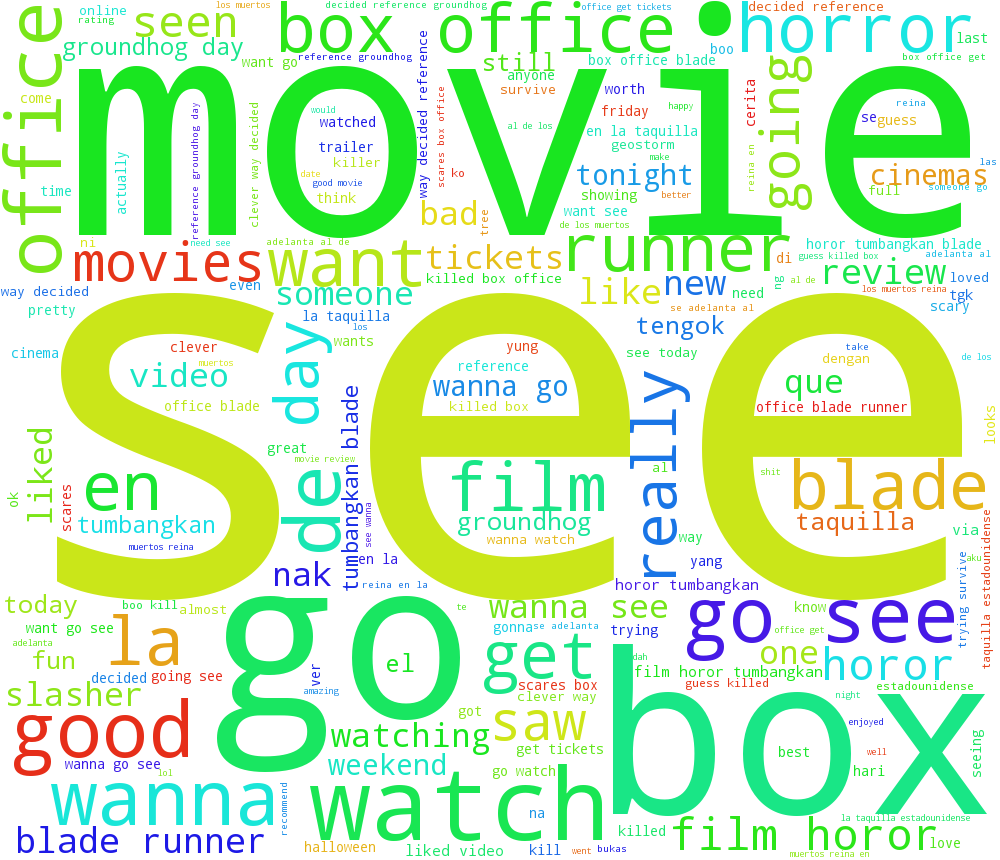 decided reference groundhog
los muertos
online
rating
seen
box office
office get tickets
decided reference
horror
boo
last
groundhog day
want go
reference groundhog
still
anyone
survive
box office blade
box office get
office
movie
going
come
would
watched
trailer
killer
think
date
good movie
worth
friday
happy
al de los
en la taquilla
geostorm
make
cerita
se
guess
reina
cinemas
las
full
someone go
time
actually
reference groundhog day
clever way decided
way decided reference
scares box office
ko
tonight
better
showing
want see
de los muertos
reina en
bad
tree
ni
need see
adelanta al de
movies
want
tickets
runner
di
horor tumbangkan blade
guess killed box
adelanta al
way decided
even
someone
killed box office
like
new
need
ng
al de
review
loved
los muertos reina
tgk
scary
pretty
la taquilla
los
wants
se adelanta al
tengok
cinema
clever
muertos
video
office blade
de day
yung
reference
wanna go
killed box
see today
take
dengan
de los
que
office blade runner
looks
see
great
movie review
liked
ok
scares
en
tumbangkan
muertos reina
tumbangkan blade
see wanna
film
groundhog
wanna watch
really
al
shit
blade
taquilla
way
yang
via
aku
taquilla estadounidense
trying survive
en la
nak
reina en la
horor tumbangkan
today
boo kill
almost
want go see
adelanta
la
go
te
wanna
see
gonna
se adelanta
trying
go see
know
office get
one
fun
decided
going see
ver
amazing
el
get
scares box
clever way
dah
film horor tumbangkan
guess killed
horor
estadounidense
slasher
good
got
saw
box
night
enjoyed
well
best
watching
get tickets
weekend
go watch
wanna go see
lol
hari
seeing
wanna
recommend
watch
na
la taquilla estadounidense
blade runner
halloween
liked video
kill
went
bukas
killed
film horor
love
muertos reina en